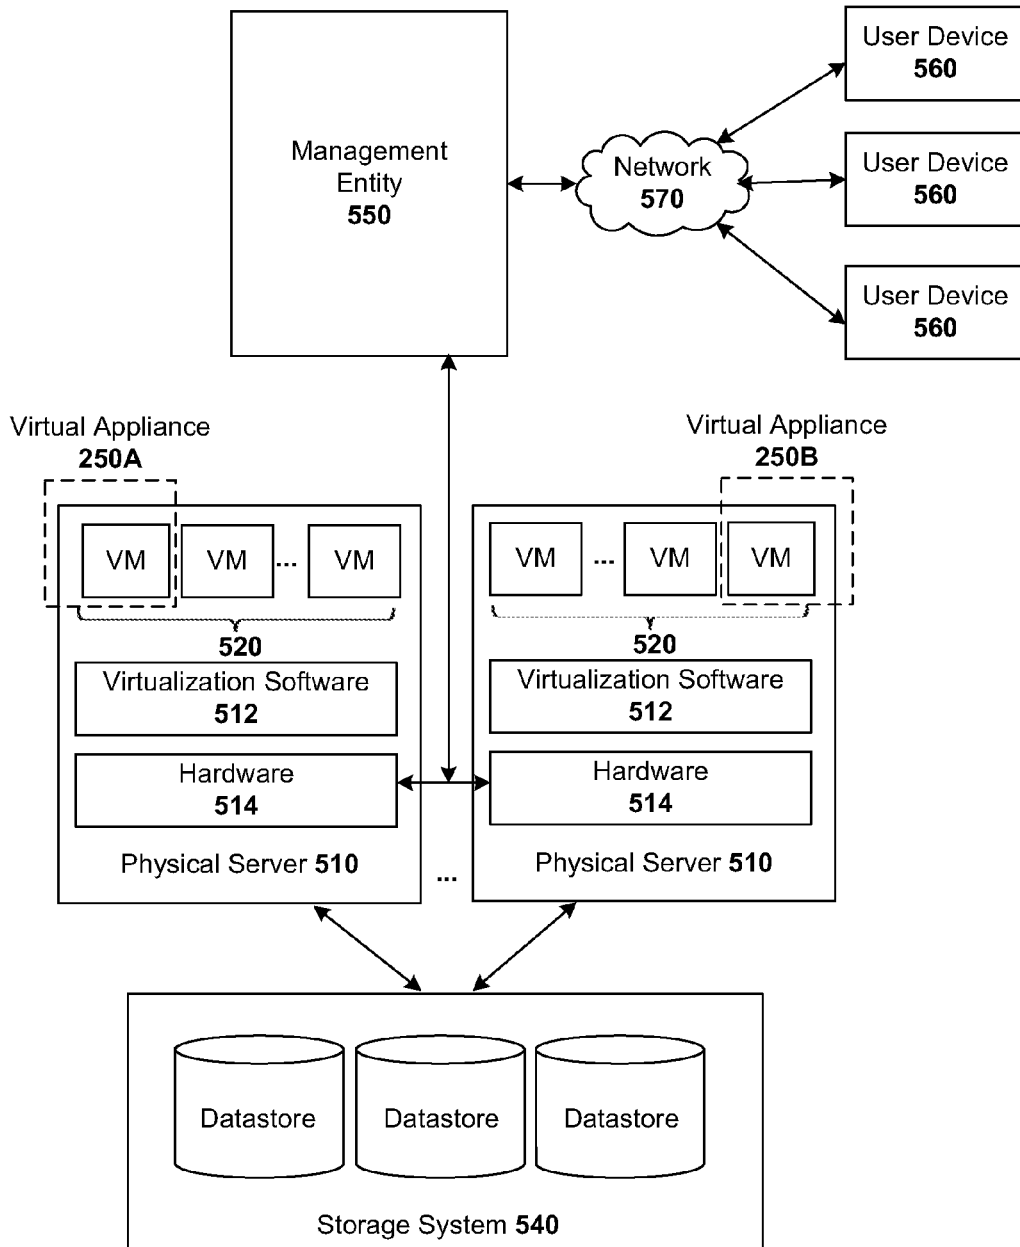 User Device
560
Management
Entity
550
Network
570
User Device
560
User Device
560
Virtual Appliance
250A
Virtual Appliance
250B
VM
VM
...
VM
520
Virtualization Software
512
Hardware
514
Physical Server 510
...
VM
...
VM
VM
520
Virtualization Software
512
Hardware
514
Physical Server 510
Datastore
Datastore
Datastore
Storage System 540